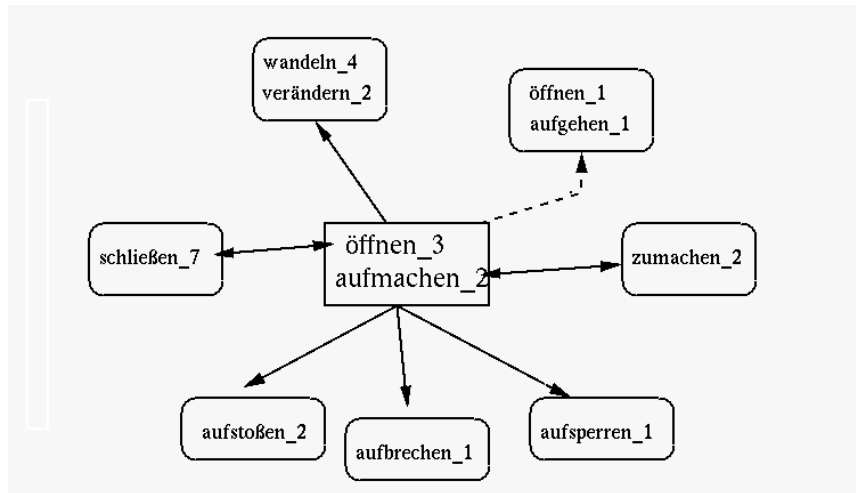 wandeln_4
verändern_2
öffnen_1
aufgehen_1
schließen_7
öffnen_3
aufmachen_2
zumachen_2
aufstoßen_2
aufbrechen_1
aufsperren_1